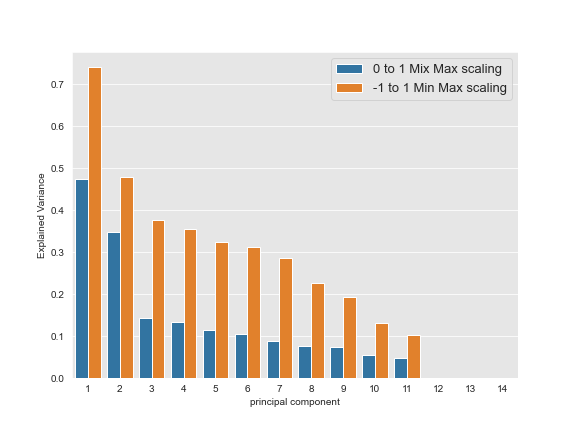 0 to 1 Mix Max scaling
-1 to 1 Min Max scaling
0.7
0.6
0.5
0.4
0.3
0.2
0.1
0.0
Explained Variance
1 2 3 4 5 6 7 8 9 10 11 12 13 14
principal component